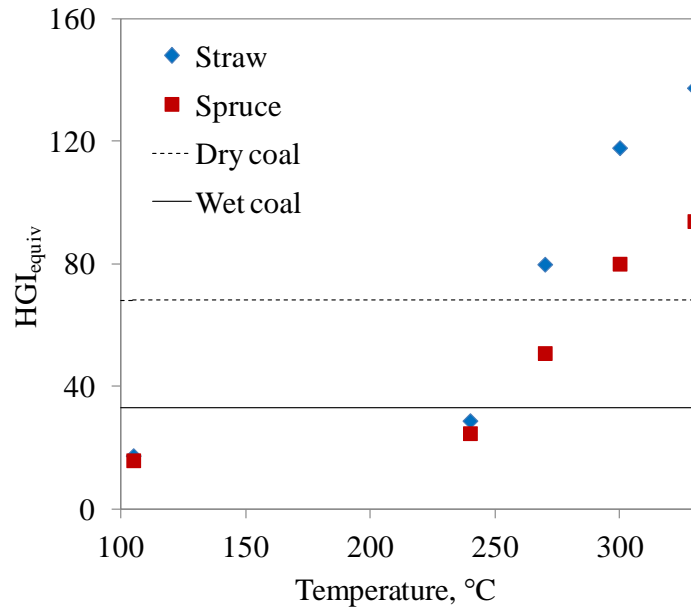 160
120
80
40
0
HGIequiv
Straw
Spruce
Dry coal
Wet coal
100 150 200 250 300
Temperature, °C